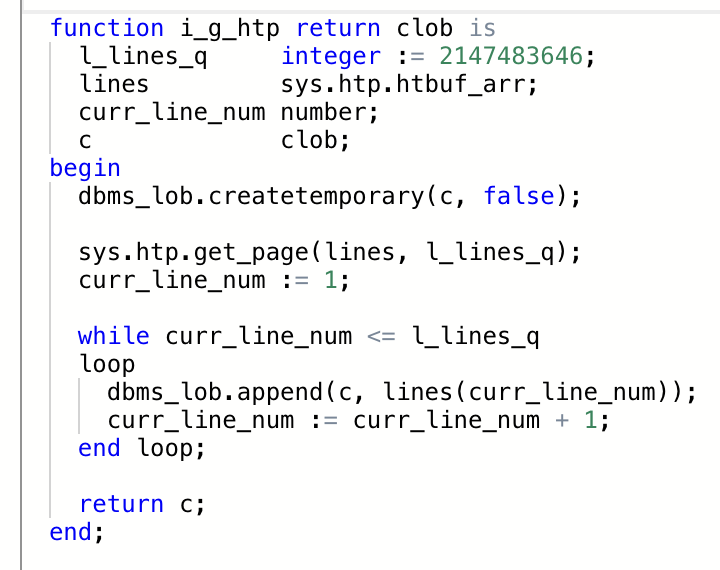 function i_g_htp return clob is
  l_lines_q     integer := 2147483646;
  lines         sys.htp.htbuf_arr;
  curr_line_num number;
  c             clob;
begin
  dbms_lob.createtemporary(c, false);

  sys.htp.get_page(lines, l_lines_q);
  curr_line_num := 1;

  while curr_line_num <= l_lines_q
  loop
    dbms_lob.append(c, lines(curr_line_num));
    curr_line_num := curr_line_num + 1;
  end loop;

  return c;
end;